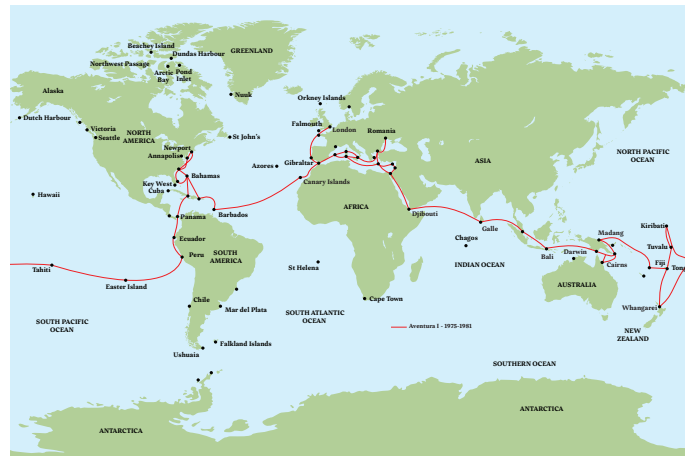 Beachey Island
Dundas Harbour
GREENLAND
Northwest Passage
Arctic
Bay
Pond
Inlet
Alaska
Nuuk
Orkney Islands
Dutch Harbour
Victoria
Seattle
NORTH
AMERICA
St John's
Falmouth
London
Romania
Newport
Annapolis
Azores
Gibraltar
ASIA
NORTH PACIFIC
OCEAN
Bahamas
Key West
Cuba
Canary Islands
Hawaii
Barbados
AFRICA
Djibouti
Galle
Panama
Kiribati
Madang
Ecuador
Chagos
Tuvalu
Peru
SOUTH
AMERICA
Bali
Darwin
Cairns
Fiji
Tong
Tahiti
St Helena
INDIAN OCEAN
Easter Island
AUSTRALIA
Chile
Mar del Plata
Cape Town
Whangarei
SOUTH PACIFIC
OCEAN
SOUTH ATLANTIC
OCEAN
Aventura I - 1975-1981
NEW
ZEALAND
Falkland Islands
Ushuaia
SOUTHERN OCEAN
ANTARCTICA
ANTARCTICA